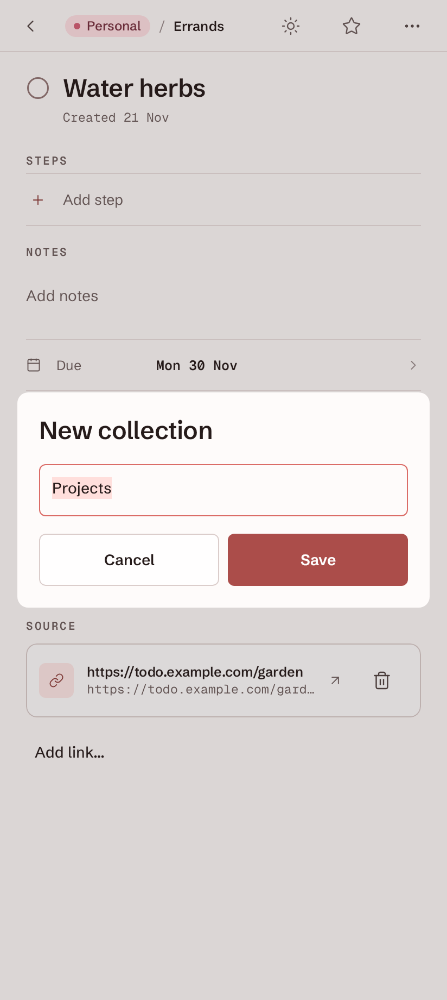 Personal / Errands
Water herbs
Created 21 Nov
STEPS
+ Add step
NOTES
Add notes
Due Mon 30 Nov
New collection
Projects
Cancel Save
SOURCE
https://todo.example.com/garden
https://todo.example.com/gard…
Add link…